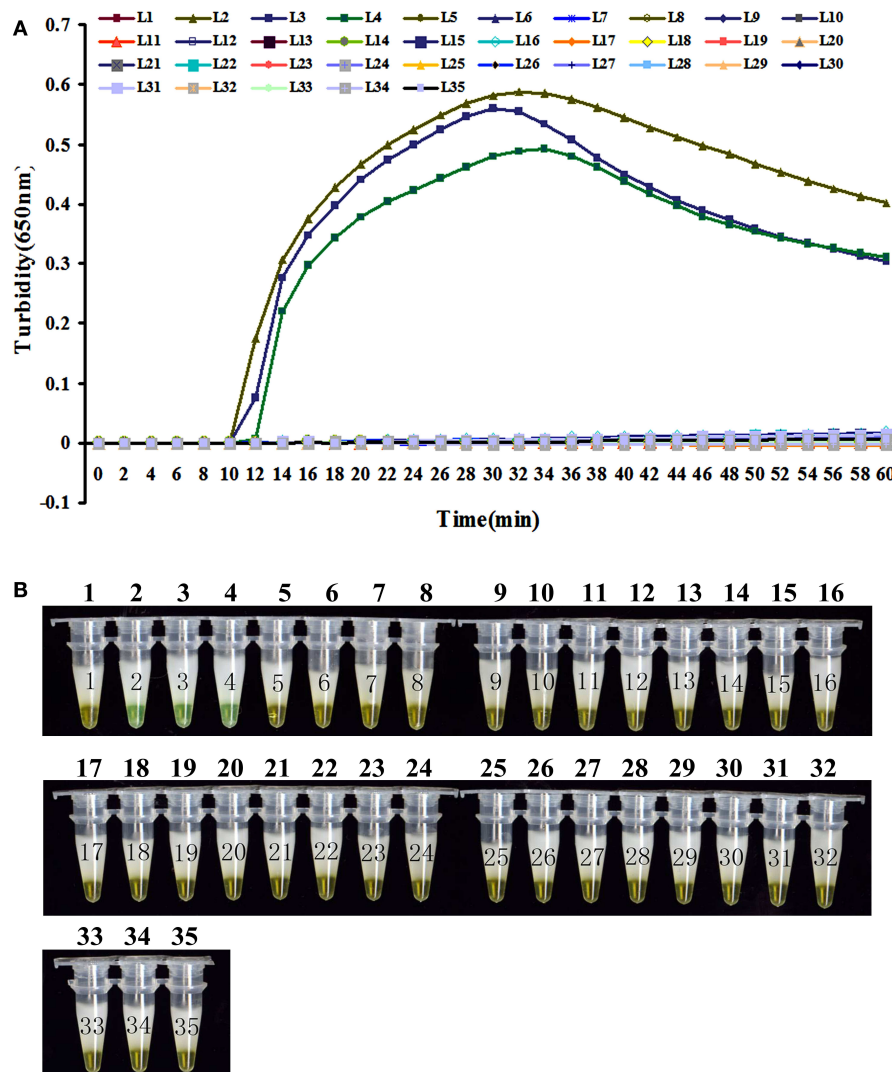 A
L1 L2 L3 L4 L5 L6 L7 L8 L9 L10
L11 L12 L13 L14 L15 L16 L17 L18 L19 L20
L21 L22 L23 L24 L25 L26 L27 L28 L29 L30
L31 L32 L33 L34 L35
0.7
0.6
0.5
0.4
0.3
0.2
0.1
0
-0.1
Turbidity(650nm)
0 2 4 6 8 10 12 14 16 18 20 22 24 26 28 30 32 34 36 38 40 42 44 46 48 50 52 54 56 58 60
Time(min)
B
1 2 3 4 5 6 7 8 9 10 11 12 13 14 15 16
1 2 3 4 5 6 7 8 9 10 11 12 13 14 15 16
17 18 19 20 21 22 23 24 25 26 27 28 29 30 31 32
17 18 19 20 21 22 23 24 25 26 27 28 29 30 31 32
33 34 35
33 34 35